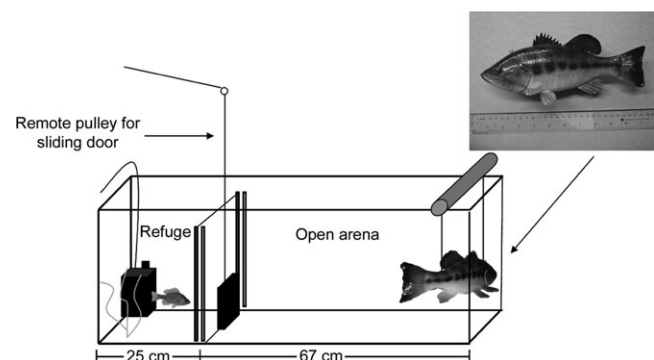 Remote pulley for
sliding door
Refuge
Open arena
25 cm
67 cm